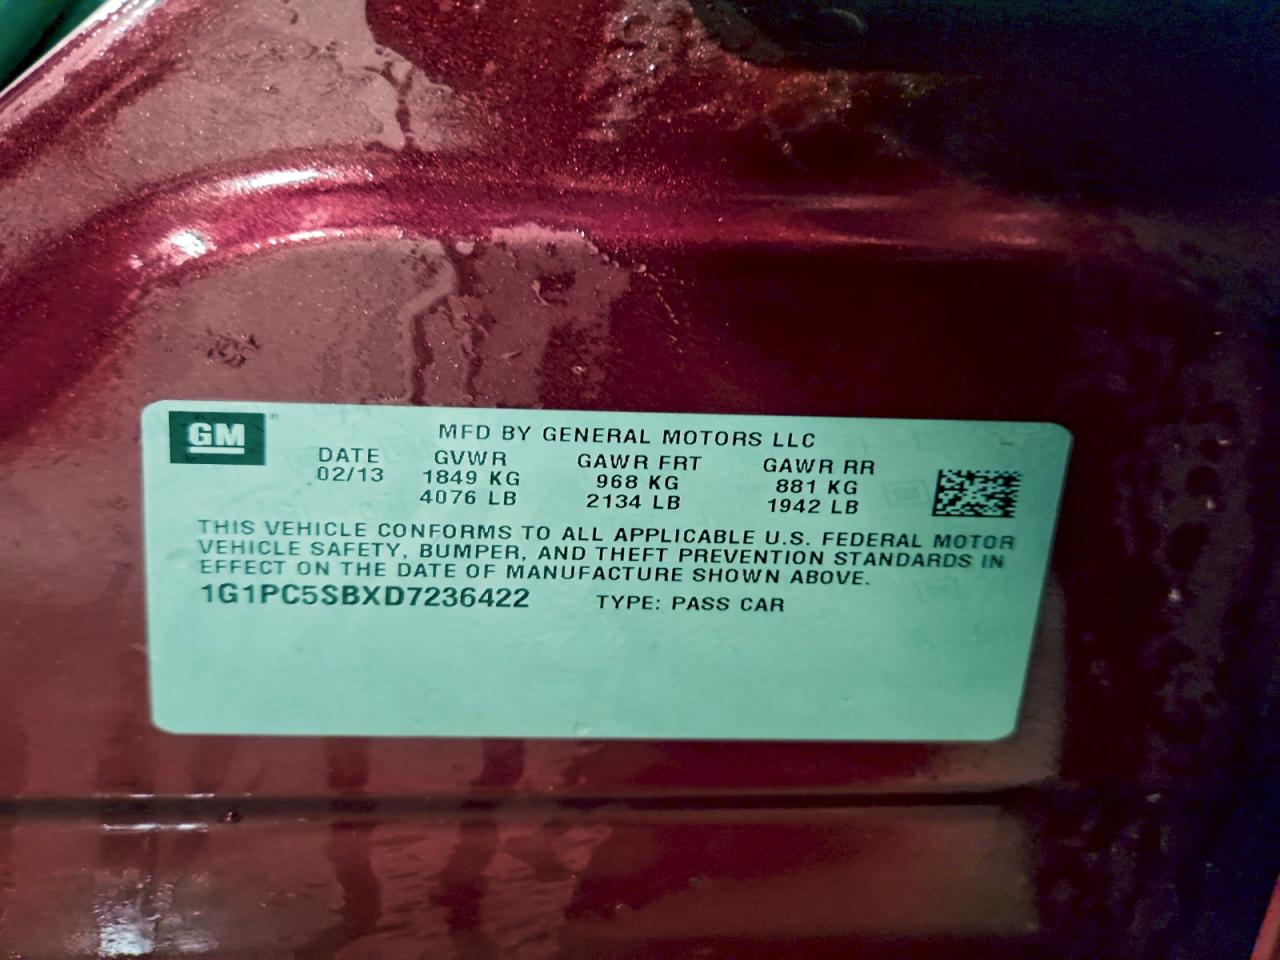 GM
MFD BY GENERAL MOTORS LLC
DATE GVWR GAWR FRT GAWR RR
02/13 1849 KG 968 KG 881 KG
4076 LB 2134 LB 1942 LB
THIS VEHICLE CONFORMS TO ALL APPLICABLE U.S. FEDERAL MOTOR
VEHICLE SAFETY, BUMPER, AND THEFT PREVENTION STANDARDS IN
EFFECT ON THE DATE OF MANUFACTURE SHOWN ABOVE.
1G1PC5SBXD7236422 TYPE: PASS CAR